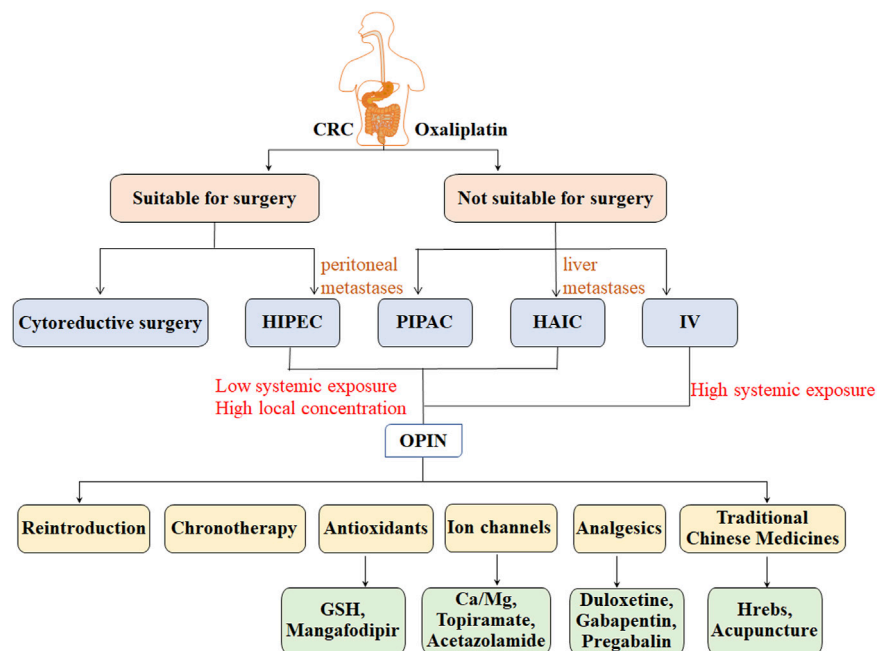 CRC
Oxaliplatin
Suitable for surgery
Not suitable for surgery
peritoneal
metastases
liver
metastases
Cytoreductive surgery
HIPEC
PIPAC
HAIC
IV
Low systemic exposure
High local concentration
High systemic exposure
OPIN
Reintroduction
Chronotherapy
Antioxidants
Ion channels
Analgesics
Traditional
Chinese Medicines
GSH,
Mangafodipir
Ca/Mg,
Topiramate,
Acetazolamide
Duloxetine,
Gabapentin,
Pregabalin
Hrebs,
Acupuncture